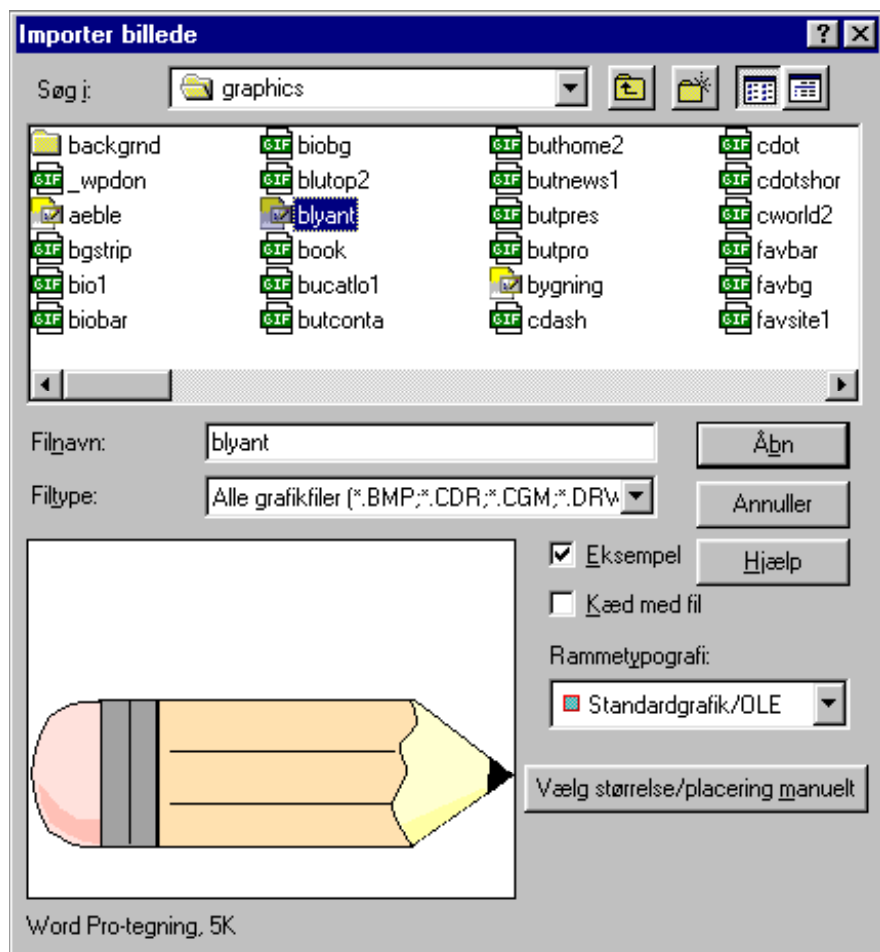 Importer billede
Søg i:
graphics
backgrnd
_wpdon
aeble
bgstrip
bio1
biobar
biobg
blutop2
blyant
book
bucatlo1
butconta
buthome2
butnews1
butpres
butpro
bygning
cdash
cdot
cdotshor
cworld2
favbar
favbg
favsite1
Filnavn:
blyant
Åbn
Filtype:
Alle grafikfiler (*.BMP;*.CDR;*.CGM;*.DRW
Annuller
Eksempel
Hjælp
Kæd med fil
Rammetypografi:
Standardgrafik/OLE
Vælg størrelse/placering manuelt
Word Pro-tegning, 5K